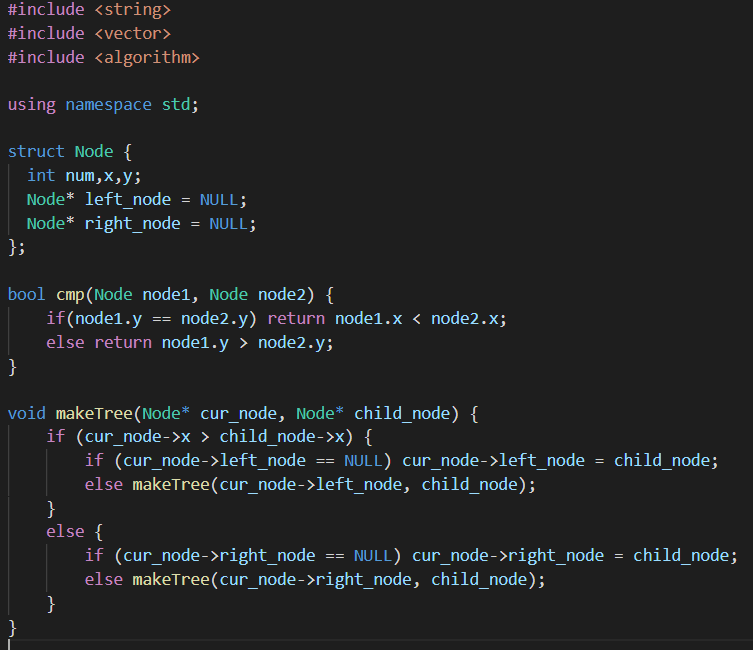 #include <string>
#include <vector>
#include <algorithm>

using namespace std;

struct Node {
  int num,x,y;
  Node* left_node = NULL;
  Node* right_node = NULL;
};

bool cmp(Node node1, Node node2) {
    if(node1.y == node2.y) return node1.x < node2.x;
    else return node1.y > node2.y;
}

void makeTree(Node* cur_node, Node* child_node) {
    if (cur_node->x > child_node->x) {
        if (cur_node->left_node == NULL) cur_node->left_node = child_node;
        else makeTree(cur_node->left_node, child_node);
    }
    else {
        if (cur_node->right_node == NULL) cur_node->right_node = child_node;
        else makeTree(cur_node->right_node, child_node);
    }
}